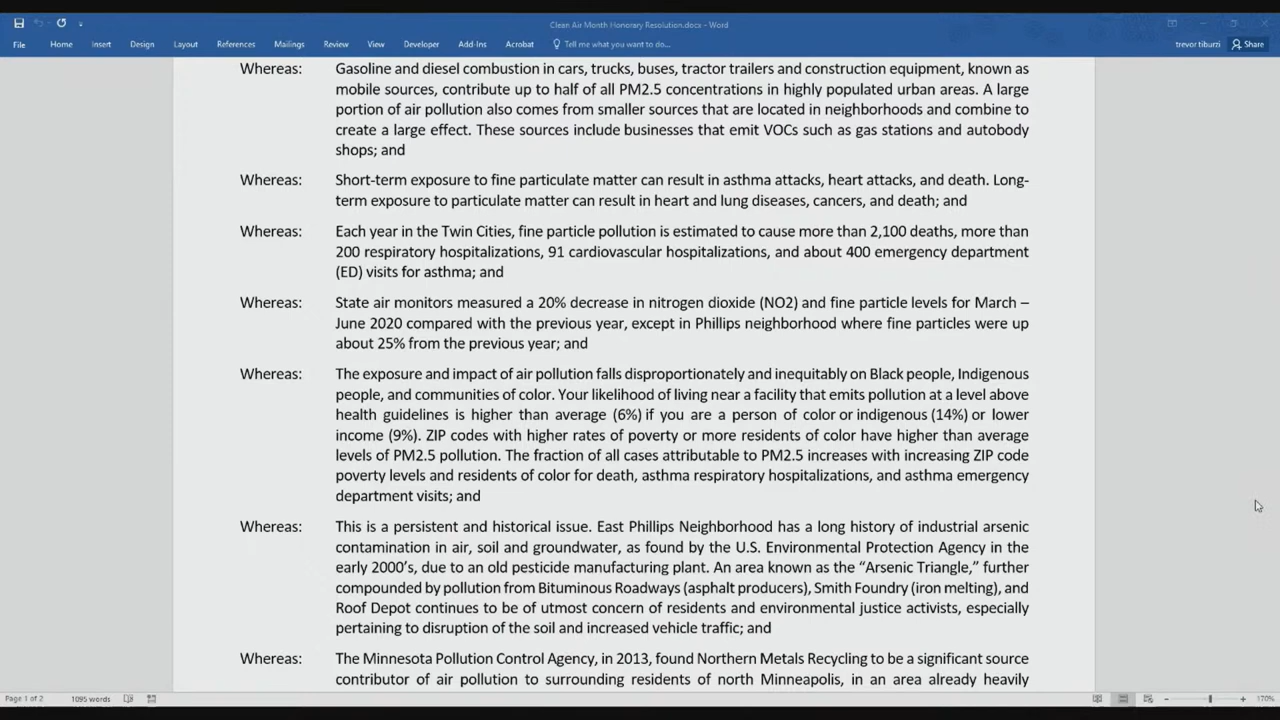 Clean Air Month Honorary Resolution.docx - Word
File Home Insert Design Layout References Mailings Review View Developer Add-Ins Acrobat Tell me what you want to do... trevor tiburzi Share
Whereas: Gasoline and diesel combustion in cars, trucks, buses, tractor trailers and construction equipment, known as
mobile sources, contribute up to half of all PM2.5 concentrations in highly populated urban areas. A large
portion of air pollution also comes from smaller sources that are located in neighborhoods and combine to
create a large effect. These sources include businesses that emit VOCs such as gas stations and autobody
shops; and
Whereas: Short-term exposure to fine particulate matter can result in asthma attacks, heart attacks, and death. Long-
term exposure to particulate matter can result in heart and lung diseases, cancers, and death; and
Whereas: Each year in the Twin Cities, fine particle pollution is estimated to cause more than 2,100 deaths, more than
200 respiratory hospitalizations, 91 cardiovascular hospitalizations, and about 400 emergency department
(ED) visits for asthma; and
Whereas: State air monitors measured a 20% decrease in nitrogen dioxide (NO2) and fine particle levels for March –
June 2020 compared with the previous year, except in Phillips neighborhood where fine particles were up
about 25% from the previous year; and
Whereas: The exposure and impact of air pollution falls disproportionately and inequitably on Black people, Indigenous
people, and communities of color. Your likelihood of living near a facility that emits pollution at a level above
health guidelines is higher than average (6%) if you are a person of color or indigenous (14%) or lower
income (9%). ZIP codes with higher rates of poverty or more residents of color have higher than average
levels of PM2.5 pollution. The fraction of all cases attributable to PM2.5 increases with increasing ZIP code
poverty levels and residents of color for death, asthma respiratory hospitalizations, and asthma emergency
department visits; and
Whereas: This is a persistent and historical issue. East Phillips Neighborhood has a long history of industrial arsenic
contamination in air, soil and groundwater, as found by the U.S. Environmental Protection Agency in the
early 2000's, due to an old pesticide manufacturing plant. An area known as the “Arsenic Triangle,” further
compounded by pollution from Bituminous Roadways (asphalt producers), Smith Foundry (iron melting), and
Roof Depot continues to be of utmost concern of residents and environmental justice activists, especially
pertaining to disruption of the soil and increased vehicle traffic; and
Whereas: The Minnesota Pollution Control Agency, in 2013, found Northern Metals Recycling to be a significant source
contributor of air pollution to surrounding residents of north Minneapolis, in an area already heavily
Page 1 of 2 1095 words 170%